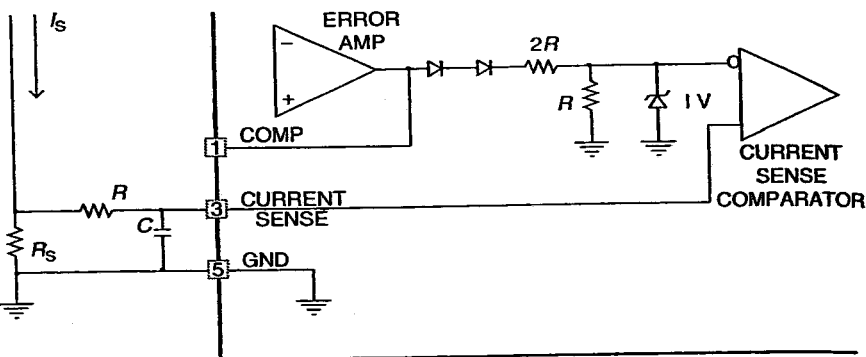 I_S
ERROR
AMP
−
+
2R
R
1 V
1
COMP
CURRENT
SENSE
COMPARATOR
R
3
CURRENT
SENSE
C
R_S
5
GND